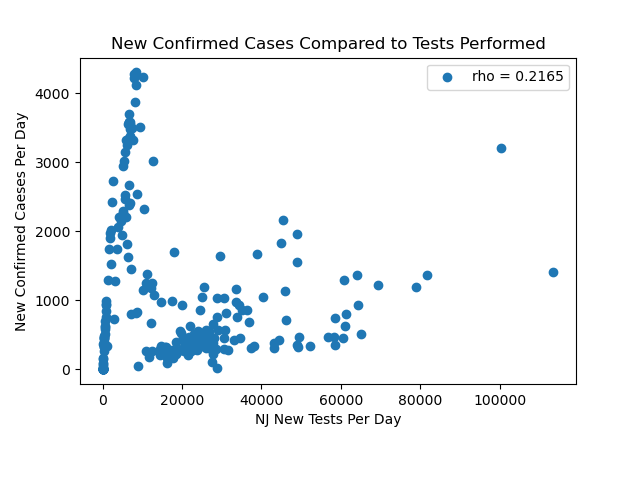 New Confirmed Cases Compared to Tests Performed
rho = 0.2165
4000
3000
2000
1000
0
New Confirmed Caeses Per Day
0
20000
40000
60000
80000
100000
NJ New Tests Per Day